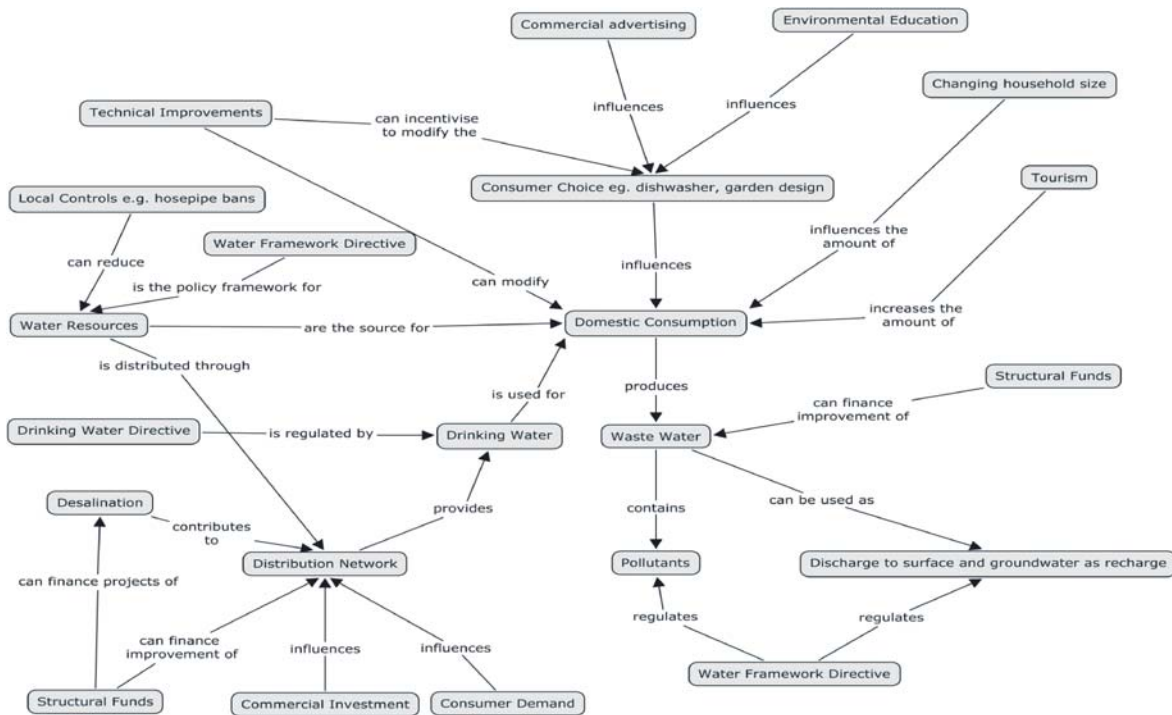 Commercial advertising
Environmental Education
Changing household size
Technical Improvements
can incentivise
to modify the
influences
influences
Consumer Choice eg. dishwasher, garden design
Tourism
Local Controls e.g. hosepipe bans
influences the
amount of
Water Framework Directive
can reduce
influences
can modify
is the policy framework for
increases the
amount of
Water Resources
are the source for
Domestic Consumption
is distributed through
produces
Structural Funds
is used for
can finance
improvement of
Drinking Water Directive
is regulated by
Drinking Water
Waste Water
Desalination
contributes
to
provides
contains
can be used as
Distribution Network
Pollutants
Discharge to surface and groundwater as recharge
can finance projects of
can finance
improvement of
influences
influences
regulates
regulates
Water Framework Directive
Structural Funds
Commercial Investment
Consumer Demand